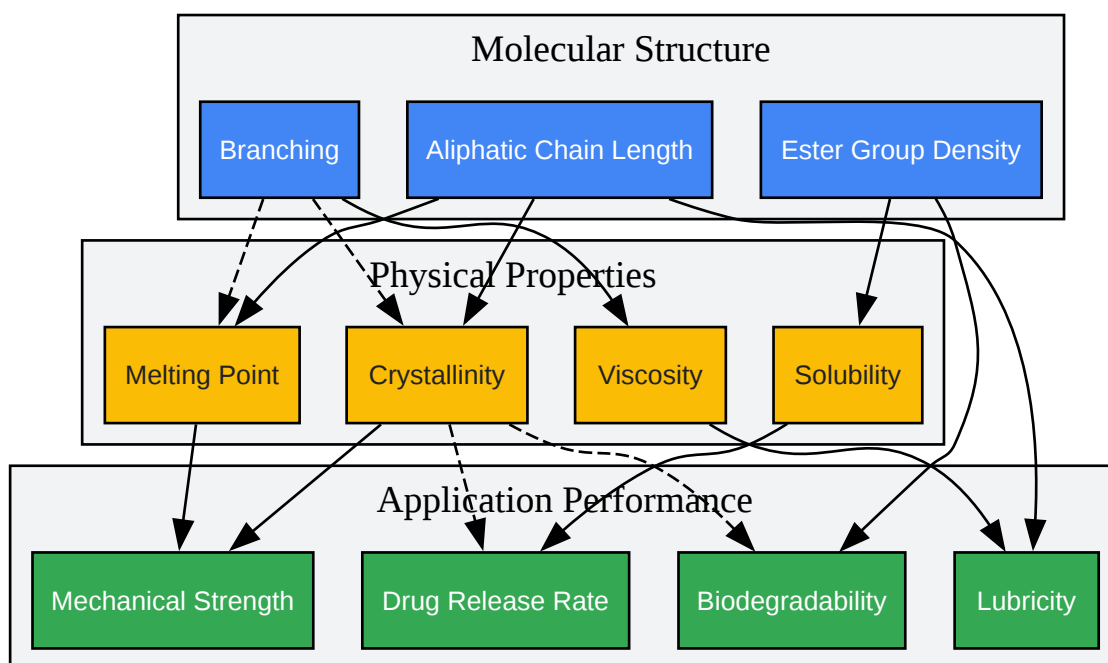 Molecular Structure
Branching
Aliphatic Chain Length
Ester Group Density
Physical Properties
Melting Point
Crystallinity
Viscosity
Solubility
Application Performance
Mechanical Strength
Drug Release Rate
Biodegradability
Lubricity